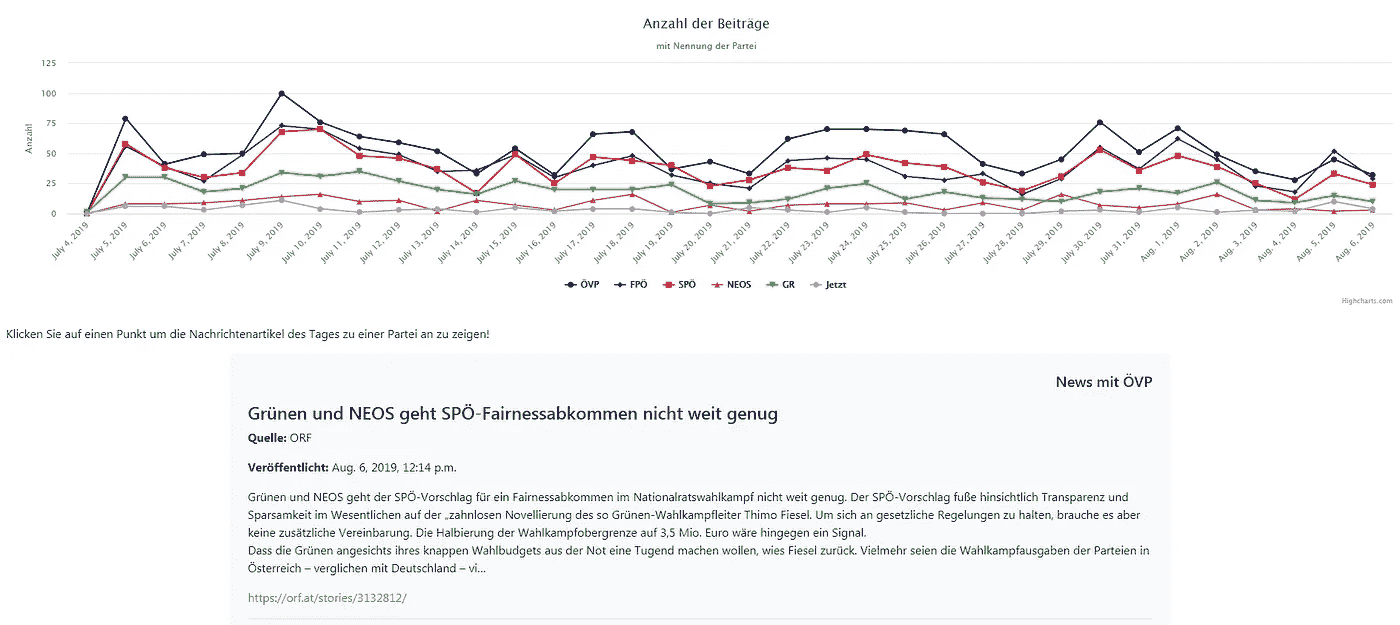 Anzahl der Beiträge
mit Nennung der Partei
125
100
75
50
25
0
Anzahl
July 4, 2019
July 5, 2019
July 6, 2019
July 7, 2019
July 8, 2019
July 9, 2019
July 10, 2019
July 11, 2019
July 12, 2019
July 13, 2019
July 14, 2019
July 15, 2019
July 16, 2019
July 17, 2019
July 18, 2019
July 19, 2019
July 20, 2019
July 21, 2019
July 22, 2019
July 23, 2019
July 24, 2019
July 25, 2019
July 26, 2019
July 27, 2019
July 28, 2019
July 29, 2019
July 30, 2019
July 31, 2019
Aug. 1, 2019
Aug. 2, 2019
Aug. 3, 2019
Aug. 4, 2019
Aug. 5, 2019
Aug. 6, 2019
ÖVP FPÖ SPÖ NEOS GR Jetzt
Highcharts.com
Klicken Sie auf einen Punkt um die Nachrichtenartikel des Tages zu einer Partei an zu zeigen!
News mit ÖVP
Grünen und NEOS geht SPÖ-Fairnessabkommen nicht weit genug
Quelle: ORF
Veröffentlicht: Aug. 6, 2019, 12:14 p.m.
Grünen und NEOS geht der SPÖ-Vorschlag für ein Fairnessabkommen im Nationalratswahlkampf nicht weit genug. Der SPÖ-Vorschlag fuße hinsichtlich Transparenz und
Sparsamkeit im Wesentlichen auf der „zahnlosen Novellierung des so Grünen-Wahlkampfleiter Thimo Fiesel. Um sich an gesetzliche Regelungen zu halten, brauche es aber
keine zusätzliche Vereinbarung. Die Halbierung der Wahlkampfobergrenze auf 3,5 Mio. Euro wäre hingegen ein Signal.
Dass die Grünen angesichts ihres knappen Wahlbudgets aus der Not eine Tugend machen wollen, wies Fiesel zurück. Vielmehr seien die Wahlkampfausgaben der Parteien in
Österreich – verglichen mit Deutschland – vi...
https://orf.at/stories/3132812/